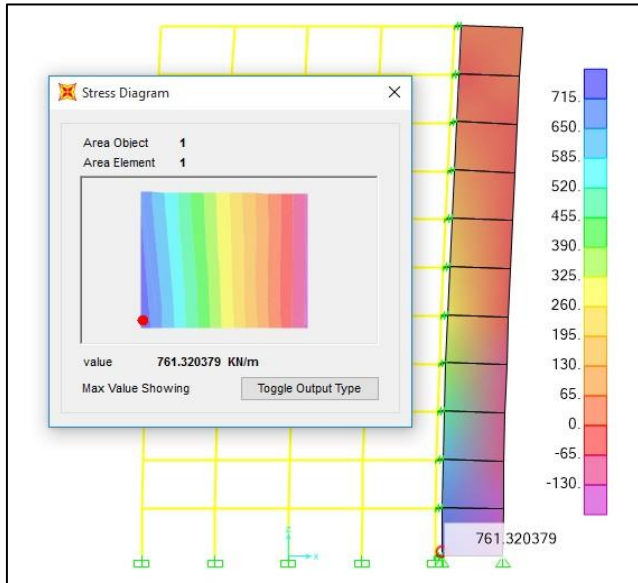 Stress Diagram
Area Object 1
Area Element 1
value 761.320379 KN/m
Max Value Showing Toggle Output Type
715.
650.
585.
520.
455.
390.
325.
260.
195.
130.
65.
0.
-65.
-130.
Z
X
761.320379